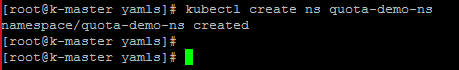 [root@k-master yamls]# kubectl create ns quota-demo-ns
namespace/quota-demo-ns created
[root@k-master yamls]#
[root@k-master yamls]#